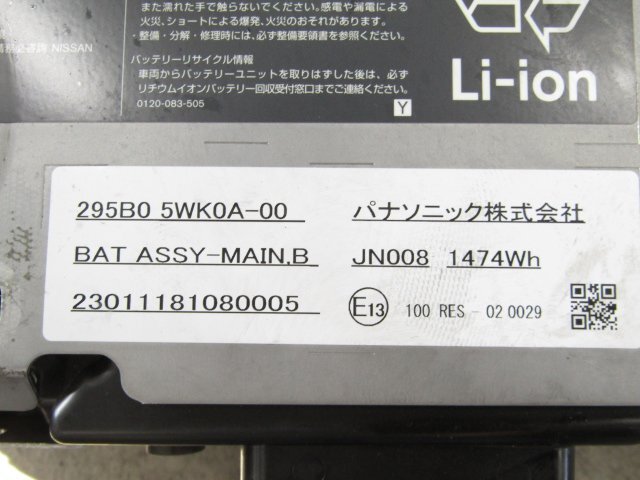 また濡れた手で触らないでください。感電や漏電による
火災、ショートによる爆発、火災のおそれがあります。
・整備・分解・修理時には、必ず整備要領書を参照ください。
NISSAN
バッテリーリサイクル情報
車両からバッテリーユニットを取りはずした後は、必ず
リチウムイオンバッテリー回収受付窓口までご連絡ください。
0120-083-505
Y
Li-ion
295B0 5WK0A-00 パナソニック株式会社
BAT ASSY-MAIN,B JN008 1474Wh
23011181080005 E13 100 RES - 02 0029